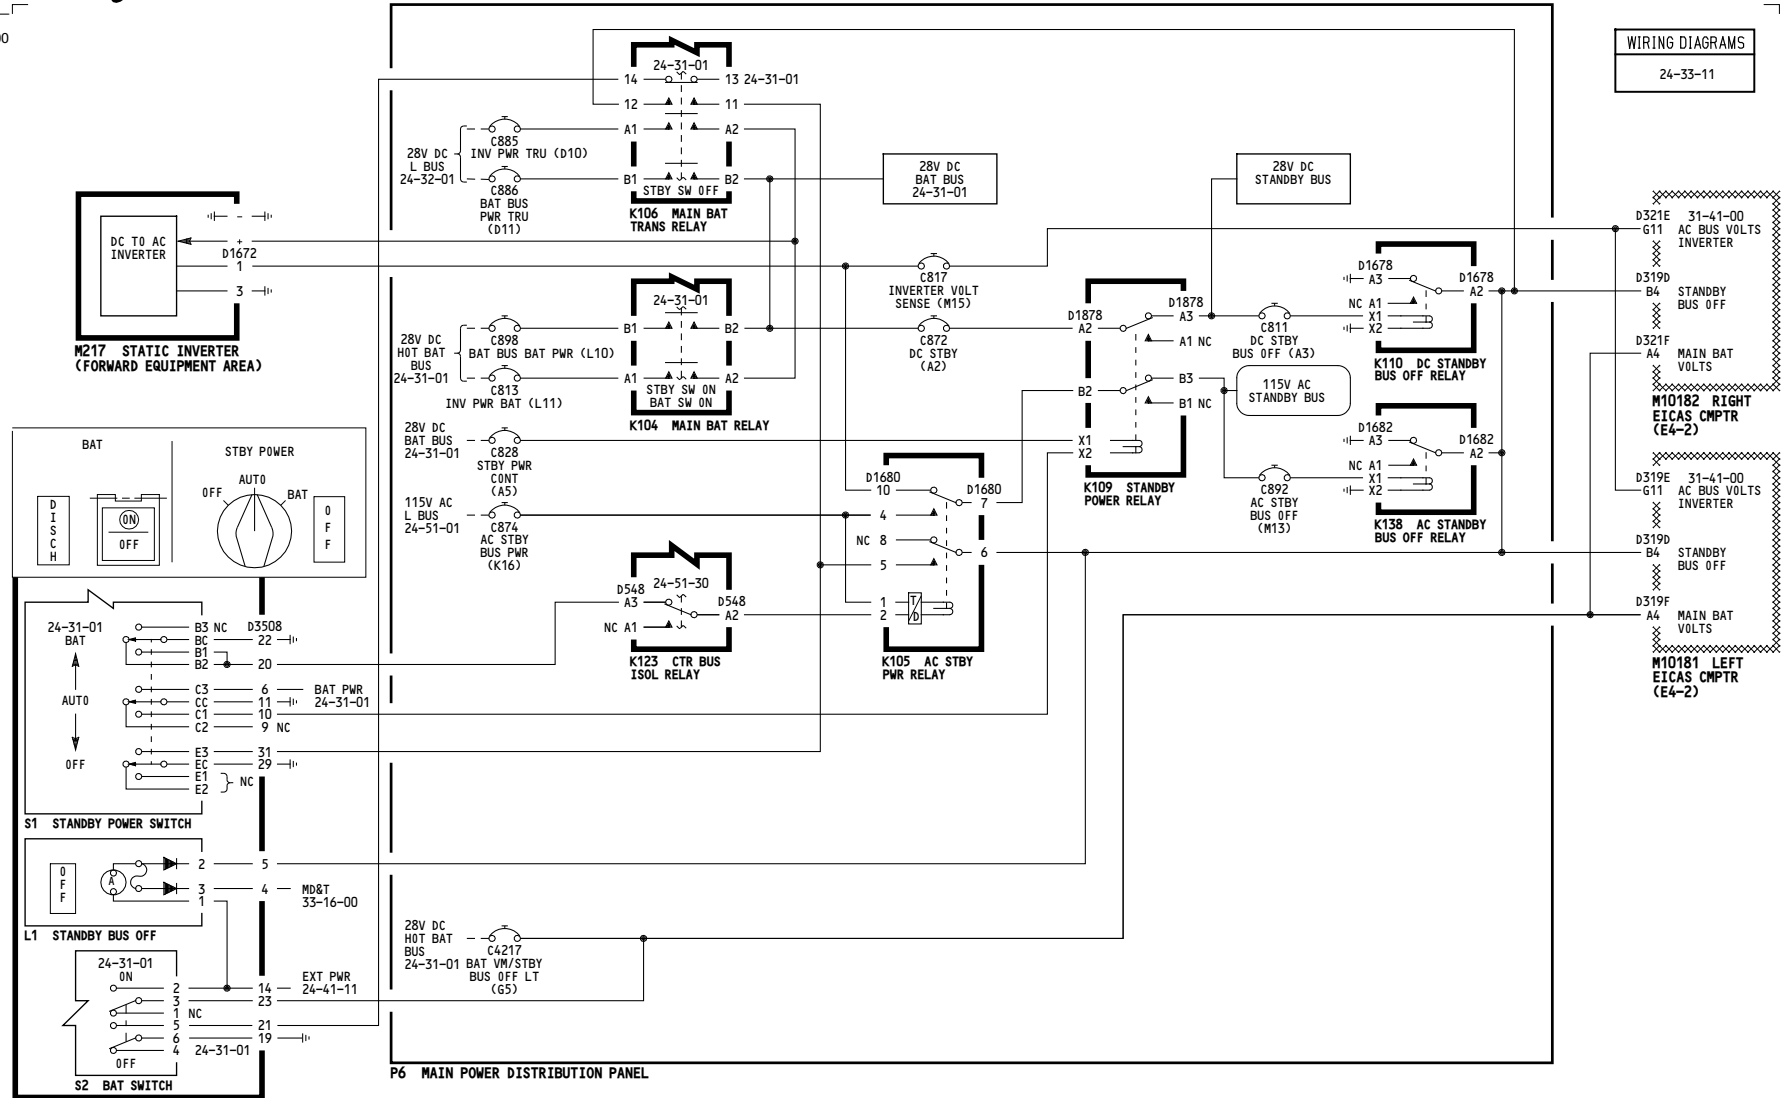 00
WIRING DIAGRAMS
24-33-11
24-31-01
14
13 24-31-01
12
11
A1
A2
B1
B2
STBY SW OFF
K106 MAIN BAT
TRANS RELAY
28V DC
L BUS
24-32-01
C885
INV PWR TRU (D10)
C886
BAT BUS
PWR TRU
(D11)
28V DC
BAT BUS
24-31-01
28V DC
STANDBY BUS
DC TO AC
INVERTER
-
+
D1672
1
3
M217 STATIC INVERTER
(FORWARD EQUIPMENT AREA)
C817
INVERTER VOLT
SENSE (M15)
24-31-01
B1
B2
A1
A2
STBY SW ON
BAT SW ON
K104 MAIN BAT RELAY
28V DC
HOT BAT
BUS
24-31-01
C898
BAT BUS BAT PWR (L10)
C813
INV PWR BAT (L11)
C872
DC STBY
(A2)
D1878
A2
D1878
A3
A1 NC
B2
B3
B1 NC
X1
X2
K109 STANDBY
POWER RELAY
C811
DC STBY
BUS OFF (A3)
115V AC
STANDBY BUS
C892
AC STBY
BUS OFF
(M13)
D1678
A3
D1678
A2
NC A1
X1
X2
K110 DC STANDBY
BUS OFF RELAY
D1682
A3
D1682
A2
NC A1
X1
X2
K138 AC STANDBY
BUS OFF RELAY
D321E
G11
31-41-00
AC BUS VOLTS
INVERTER
D319D
B4
STANDBY
BUS OFF
D321F
A4
MAIN BAT
VOLTS
M10182 RIGHT
EICAS CMPTR
(E4-2)
D319E
G11
31-41-00
AC BUS VOLTS
INVERTER
D319D
B4
STANDBY
BUS OFF
D319F
A4
MAIN BAT
VOLTS
M10181 LEFT
EICAS CMPTR
(E4-2)
28V DC
BAT BUS
24-31-01
C828
STBY PWR
CONT
(A5)
115V AC
L BUS
24-51-01
C874
AC STBY
BUS PWR
(K16)
D1680
10
D1680
7
4
NC 8
6
5
1
2
T
D
K105 AC STBY
PWR RELAY
D548
A3
24-51-30
D548
A2
NC A1
K123 CTR BUS
ISOL RELAY
BAT
STBY POWER
AUTO
OFF
BAT
DISCH
ON
OFF
OFF
24-31-01
BAT
AUTO
OFF
B3 NC
D3508
BC
22
B1
B2
20
C3
6
BAT PWR
24-31-01
CC
11
C1
10
C2
9 NC
E3
31
EC
29
E1
NC
E2
S1 STANDBY POWER SWITCH
OFF
A
2
5
3
4
MD&T
33-16-00
1
L1 STANDBY BUS OFF
24-31-01
ON
2
14
EXT PWR
24-41-11
3
23
1 NC
5
21
6
19
4
24-31-01
OFF
S2 BAT SWITCH
28V DC
HOT BAT
BUS
24-31-01
C4217
BAT VM/STBY
BUS OFF LT
(G5)
P6 MAIN POWER DISTRIBUTION PANEL